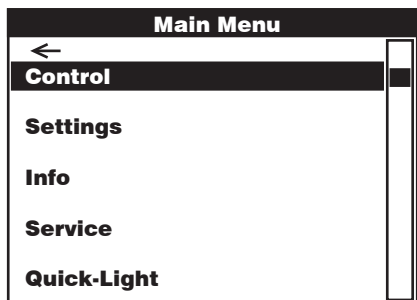 Main Menu
←
Control
Settings
Info
Service
Quick-Light